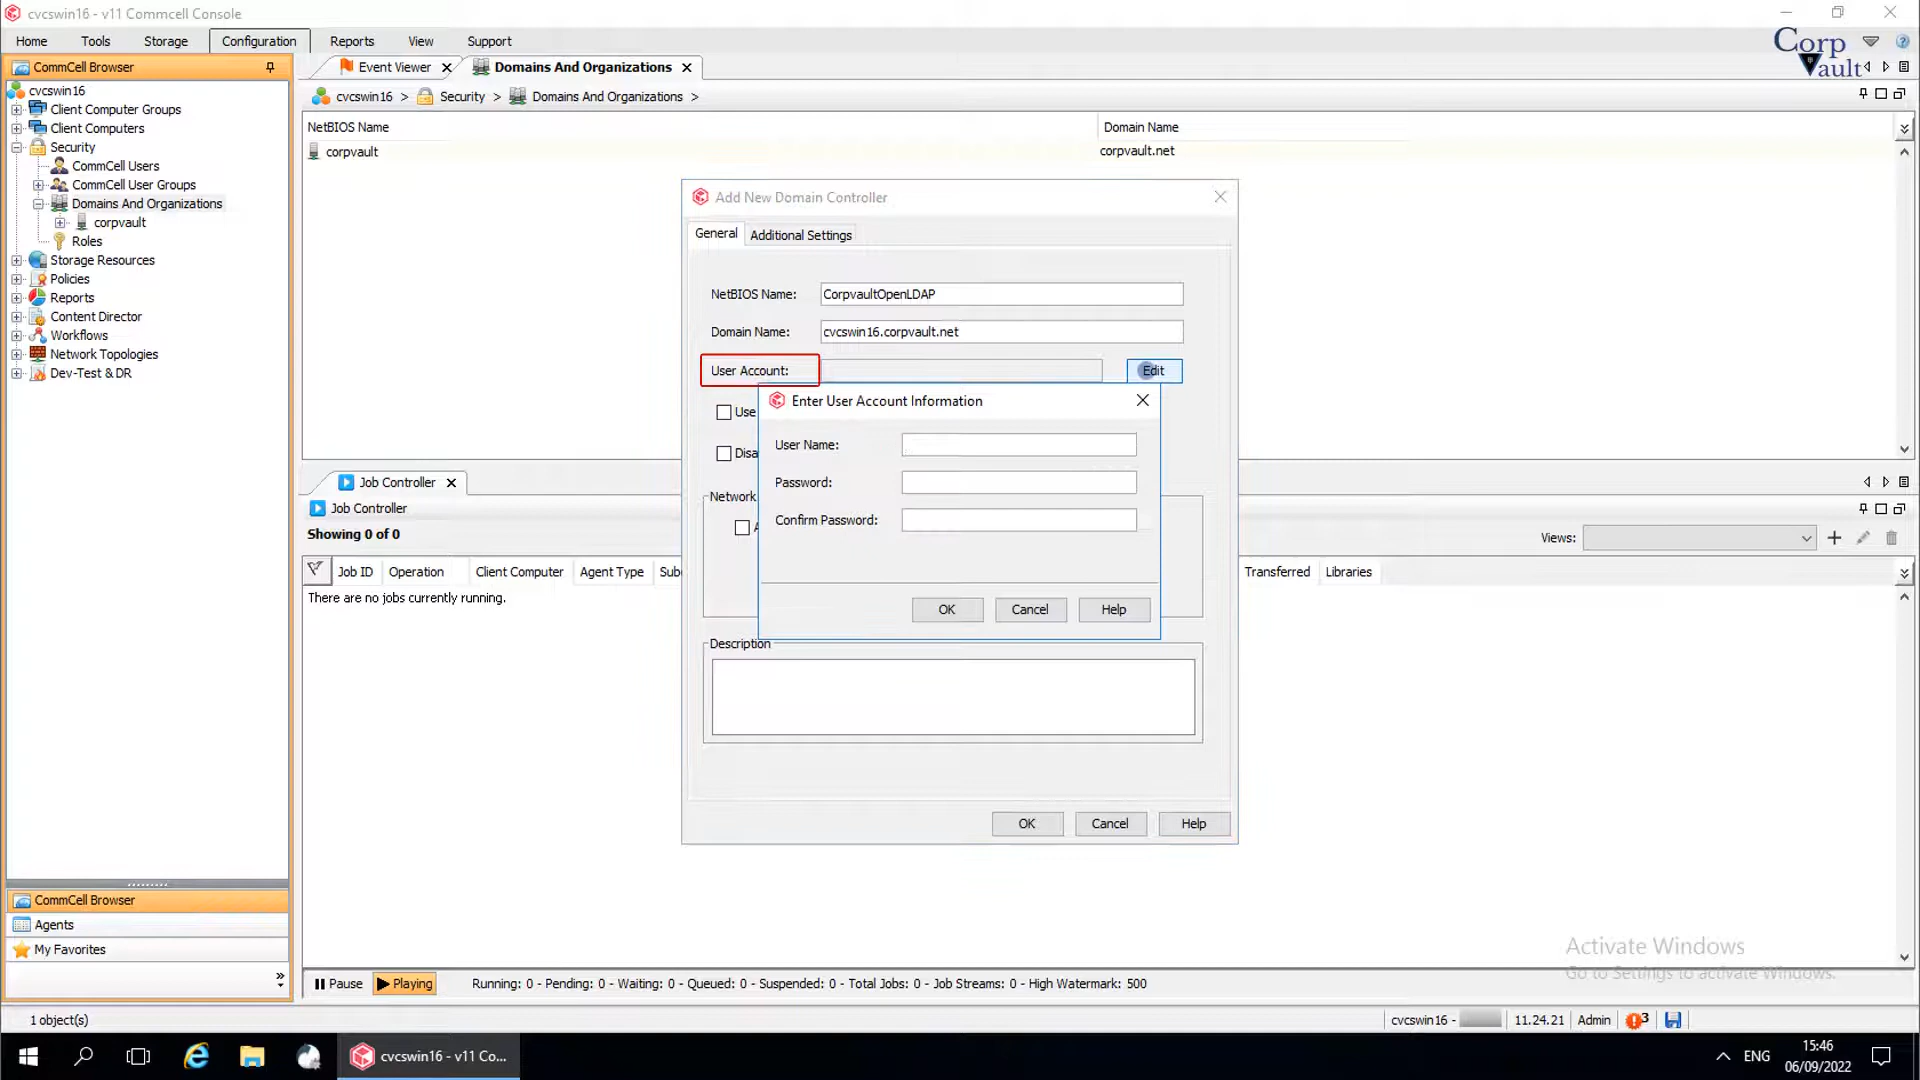 cvcswin16 - v11 Commcell Console
Home Tools Storage Configuration Reports View Support
Corp Vault
CommCell Browser
Event Viewer Domains And Organizations
cvcswin16 > Security > Domains And Organizations >
cvcswin16
Client Computer Groups
Client Computers
Security
CommCell Users
CommCell User Groups
Domains And Organizations
corpvault
Roles
Storage Resources
Policies
Reports
Content Director
Workflows
Network Topologies
Dev-Test & DR
NetBIOS Name Domain Name
corpvault corpvault.net
Add New Domain Controller
General Additional Settings
NetBIOS Name: CorpvaultOpenLDAP
Domain Name: cvcswin16.corpvault.net
User Account: Edit
Use
Disa
Network
Enter User Account Information
User Name:
Password:
Confirm Password:
OK Cancel Help
Description
OK Cancel Help
Job Controller
Job Controller
Showing 0 of 0 Views:
Job ID Operation Client Computer Agent Type Sub Transferred Libraries
There are no jobs currently running.
CommCell Browser
Agents
My Favorites
Activate Windows
Go to Settings to activate Windows.
Pause Playing Running: 0 - Pending: 0 - Waiting: 0 - Queued: 0 - Suspended: 0 - Total Jobs: 0 - Job Streams: 0 - High Watermark: 500
1 object(s) cvcswin16 - 11.24.21 Admin 3
cvcswin16 - v11 Co... ENG 15:46
06/09/2022